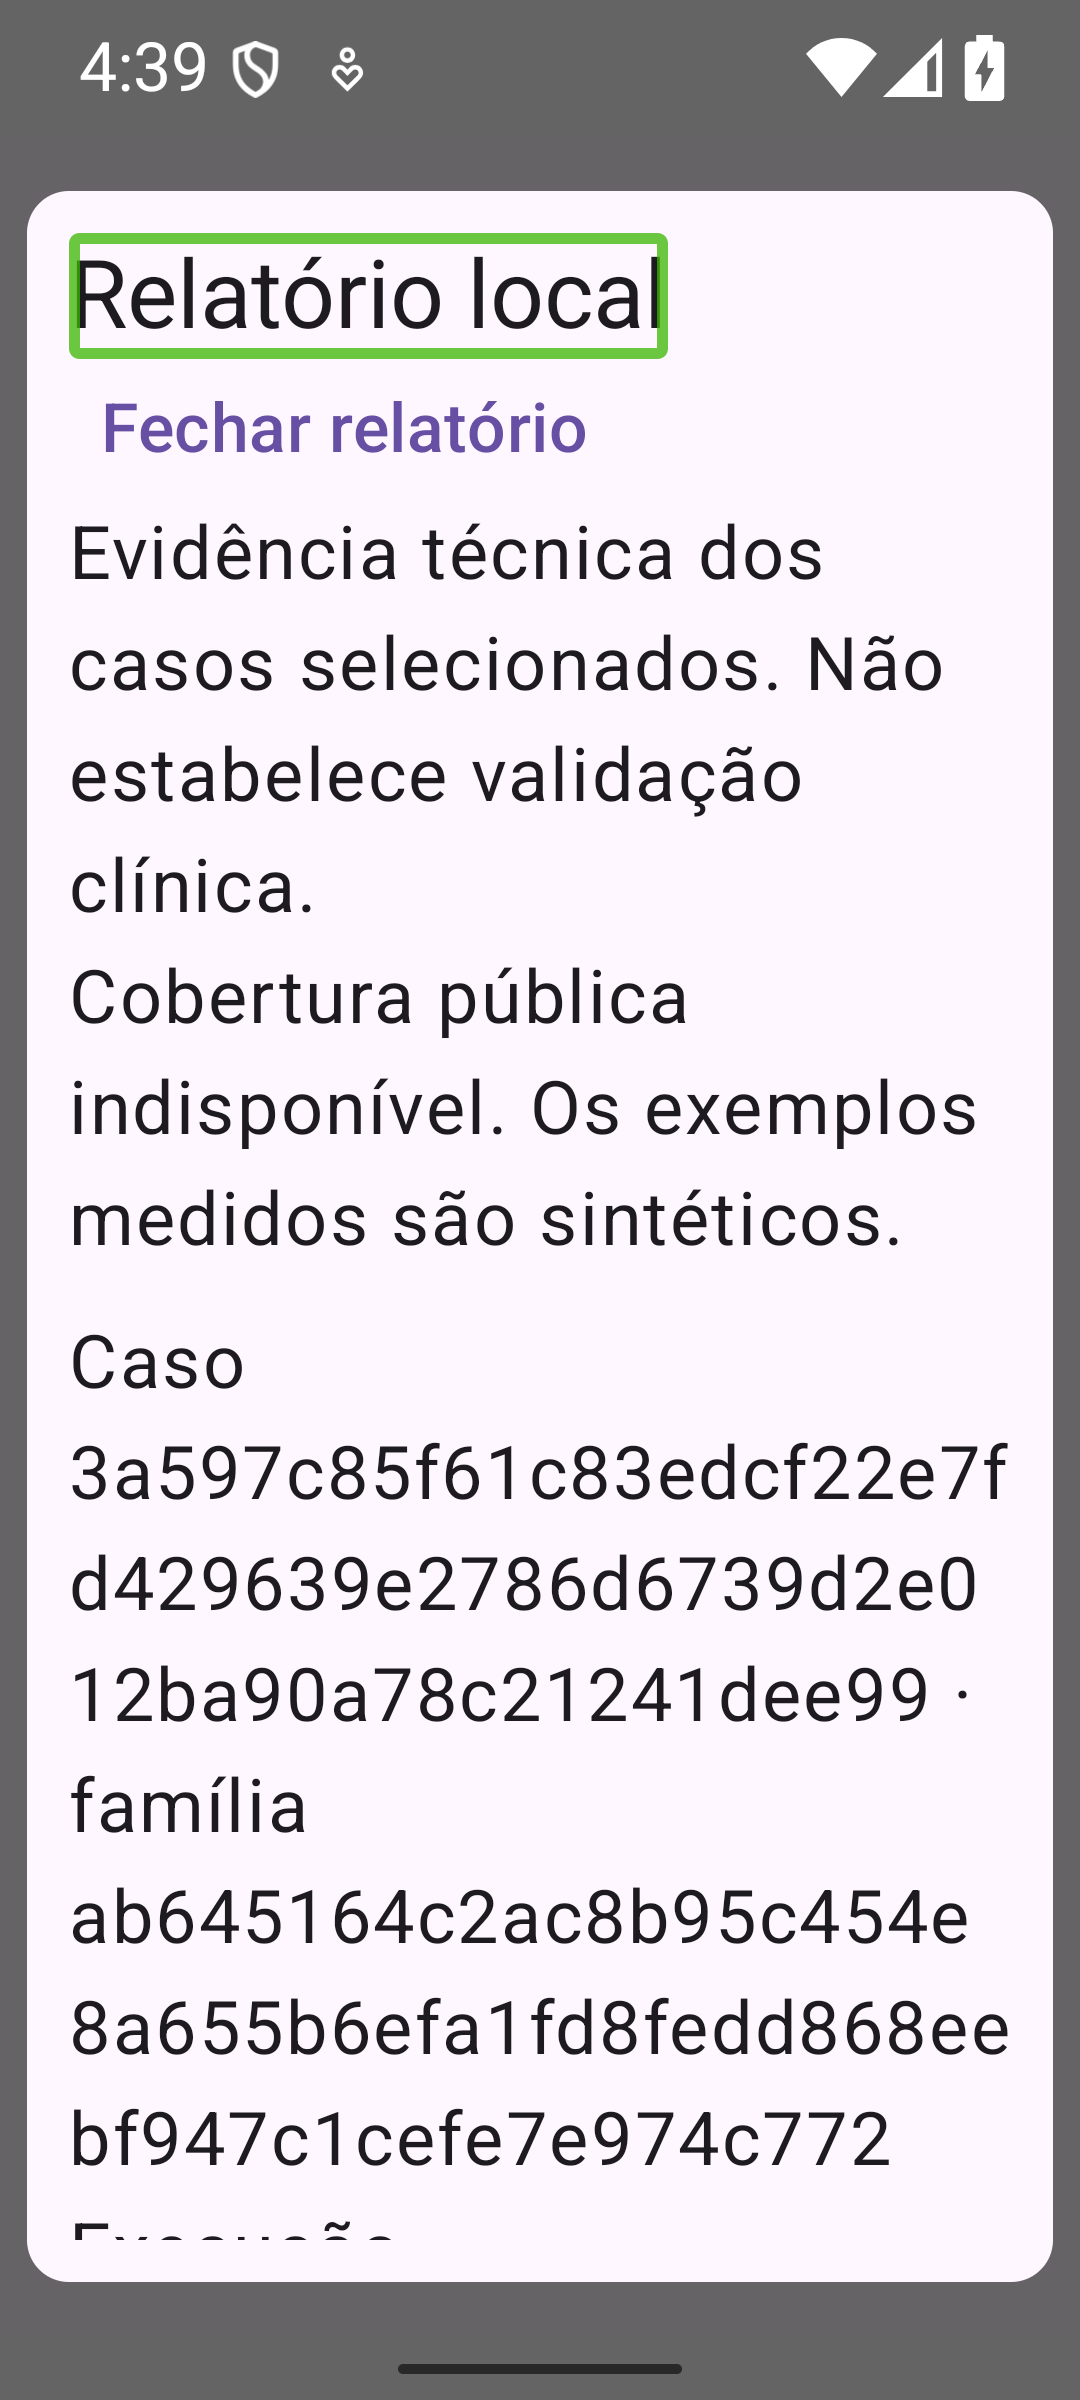 4:39
Relatório local
Fechar relatório
Evidência técnica dos
casos selecionados. Não
estabelece validação
clínica.
Cobertura pública
indisponível. Os exemplos
medidos são sintéticos.
Caso
3a597c85f61c83edcf22e7f
d429639e2786d6739d2e0
12ba90a78c21241dee99 ·
família
ab645164c2ac8b95c454e
8a655b6efa1fd8fedd868ee
bf947c1cefe7e974c772